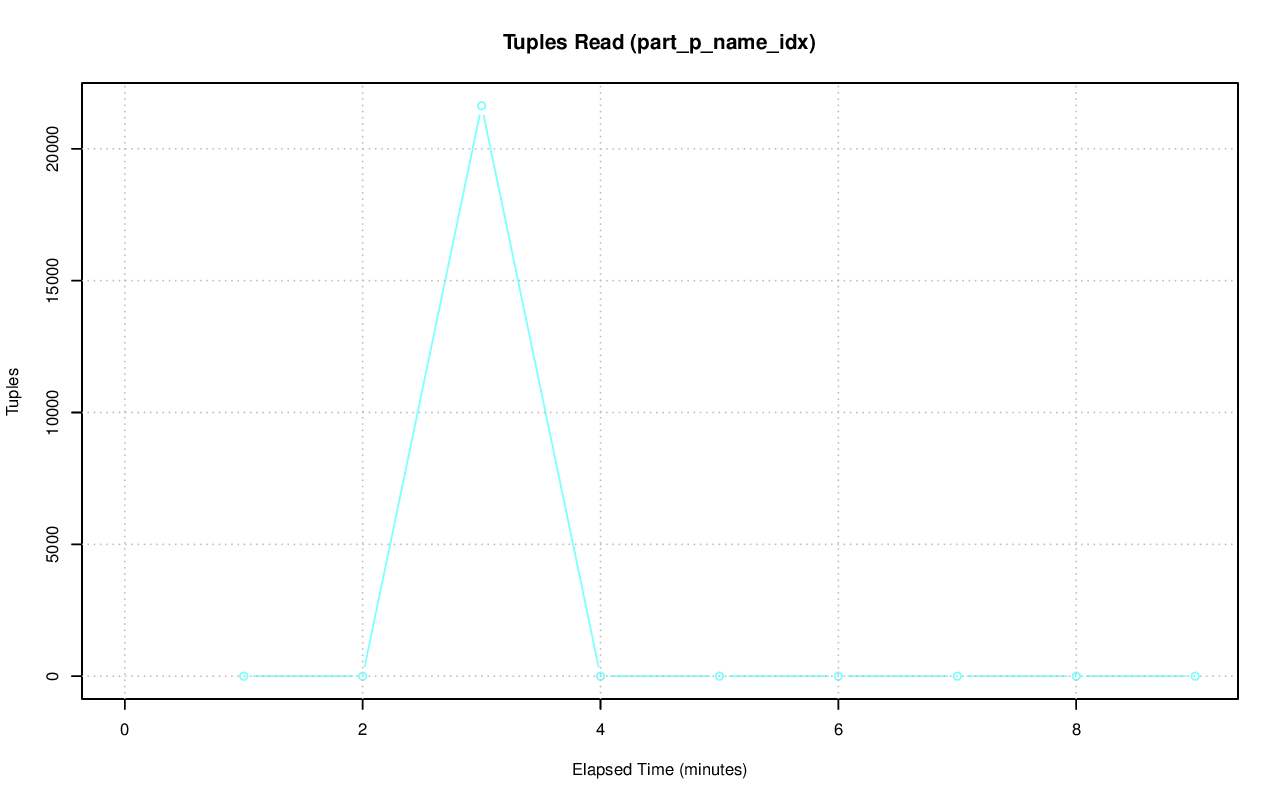 Tuples Read (part_p_name_idx)
Tuples
20000
15000
10000
5000
0
0 2 4 6 8
Elapsed Time (minutes)